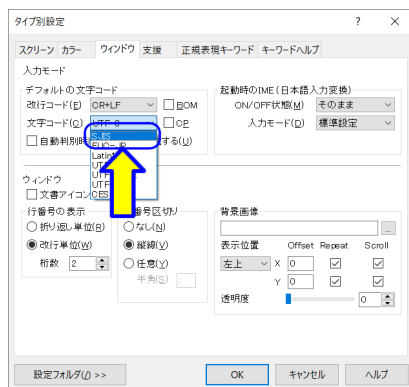 タイプ別設定 ? ×
スクリーン カラー ウィンドウ 支援 正規表現キーワード キーワードヘルプ
入力モード
デフォルトの文字コード
改行コード(E) CR+LF BOM
文字コード(C) UTF-8 CP
自動判別時 する(U)
SJIS
EUC-JP
Latin
UT
UTF
UTF
CES
起動時のIME(日本語入力変換)
ON/OFF状態(M) そのまま
入力モード(D) 標準設定
ウィンドウ
文書アイコン
行番号の表示
折り返し単位(R)
改行単位(W)
桁数 2
番号区切り
なし(N)
縦線(V)
任意(Y)
半角(S) :
背景画像
...
表示位置 Offset Repeat Scroll
左上 X 0
Y 0
透明度 0
設定フォルダ(/) >> OK キャンセル ヘルプ